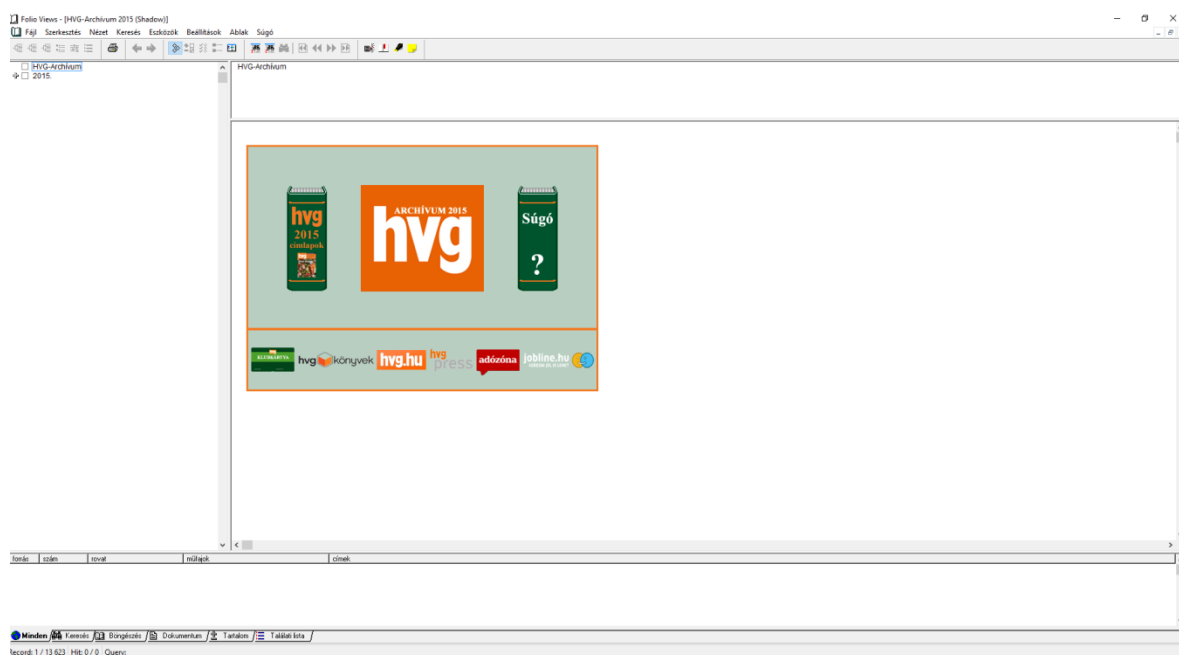 Folio Views - [HVG-Archívum 2015 (Shadow)]
Fájl Szerkesztés Nézet Keresés Eszközök Beállítások Ablak Súgó
HVG-Archívum
2015.
HVG-Archívum
hvg
2015
címlapok
ARCHÍVUM 2015
hvg
Súgó
?
KLUBKÁRTYA
hvg könyvek
hvg.hu
hvg
press
adózóna
jobline.hu
forrás szám rovat műfajok címek
Minden Keresés Böngészés Dokumentum Tartalom Találati lista
Record: 1 / 13 623 Hit: 0 / 0 Query: